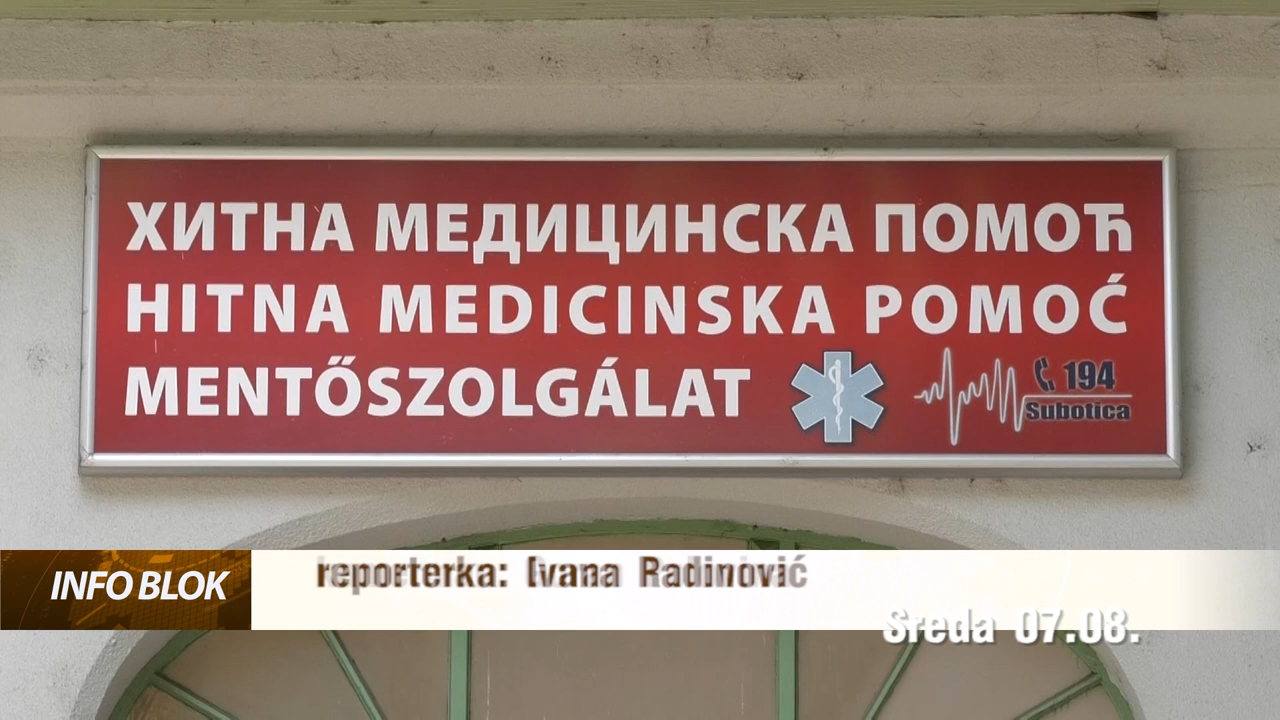 ХИТНА МЕДИЦИНСКА ПОМОЋ
HITNA MEDICINSKA POMOĆ
MENTŐSZOLGÁLAT
194
Subotica
INFO BLOK
reporterka: Ivana Radinović
Sreda 07.08.